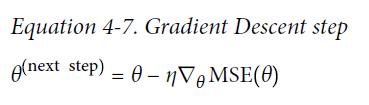 Equation 4-7. Gradient Descent step
θ(next step) = θ − η∇θ MSE(θ)